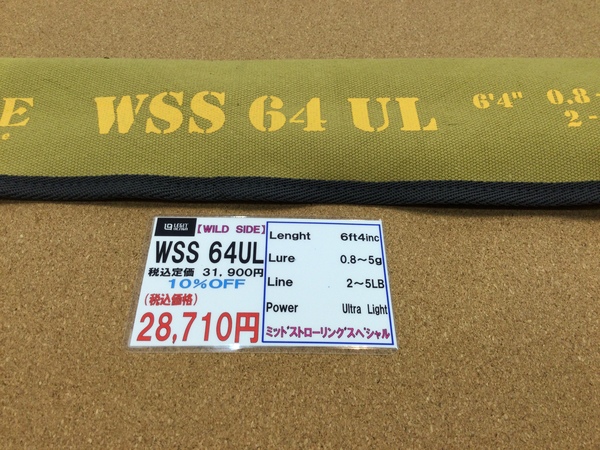 E WSS 64 UL 6'4" 0.8-
e 2-
LEGIT
【WILD SIDE】
WSS 64UL
税込定価 31,900円
10%OFF
(税込価格)
28,710円
Lenght 6ft4inc
Lure 0.8～5g
Line 2～5LB
Power Ultra Light
ミッドストローリングスペシャル